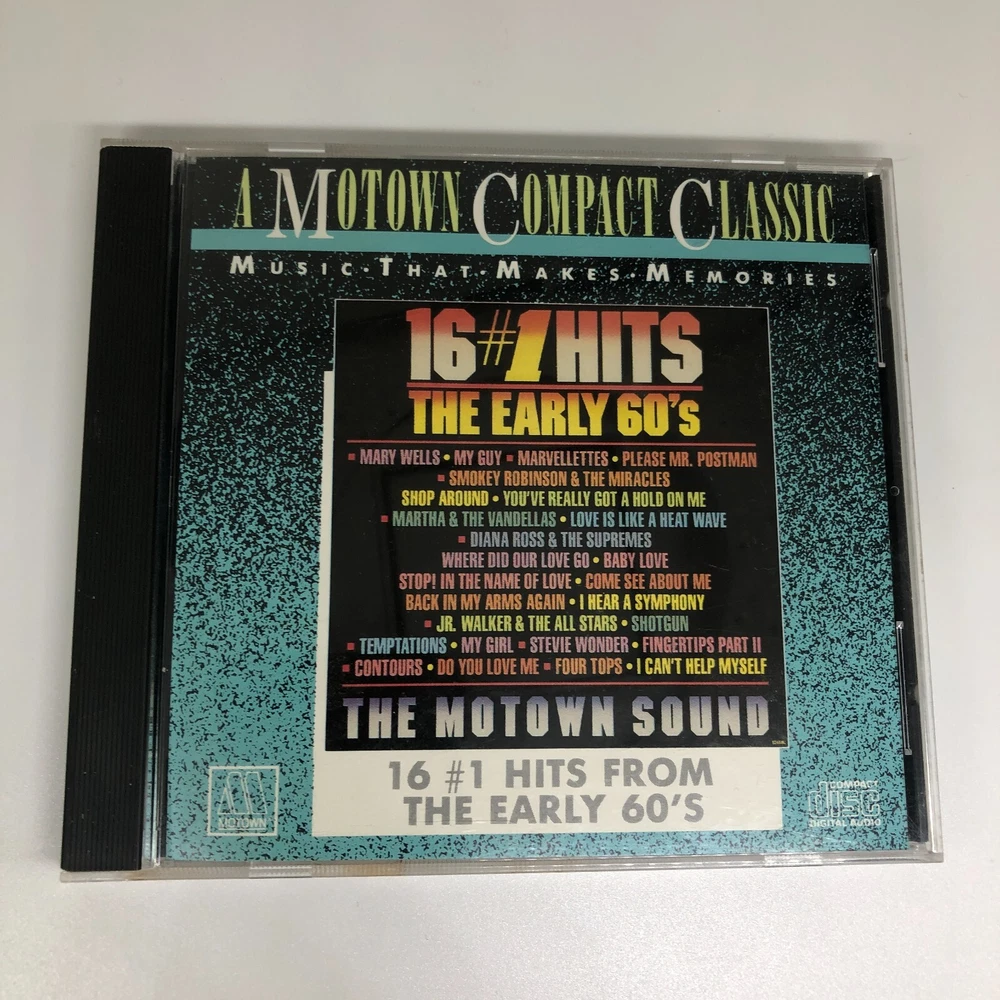 A MOTOWN COMPACT CLASSIC
MUSIC·THAT·MAKES·MEMORIES
16 #1 HITS
THE EARLY 60's
▪ MARY WELLS • MY GUY ▪ MARVELLETTES • PLEASE MR. POSTMAN
▪ SMOKEY ROBINSON & THE MIRACLES
SHOP AROUND • YOU'VE REALLY GOT A HOLD ON ME
▪ MARTHA & THE VANDELLAS • LOVE IS LIKE A HEAT WAVE
▪ DIANA ROSS & THE SUPREMES
WHERE DID OUR LOVE GO • BABY LOVE
STOP! IN THE NAME OF LOVE • COME SEE ABOUT ME
BACK IN MY ARMS AGAIN • I HEAR A SYMPHONY
▪ JR. WALKER & THE ALL STARS • SHOTGUN
▪ TEMPTATIONS • MY GIRL ▪ STEVIE WONDER • FINGERTIPS PART II
▪ CONTOURS • DO YOU LOVE ME ▪ FOUR TOPS • I CAN'T HELP MYSELF
THE MOTOWN SOUND
16 #1 HITS FROM
THE EARLY 60'S
M
MOTOWN
COMPACT
disc
DIGITAL AUDIO